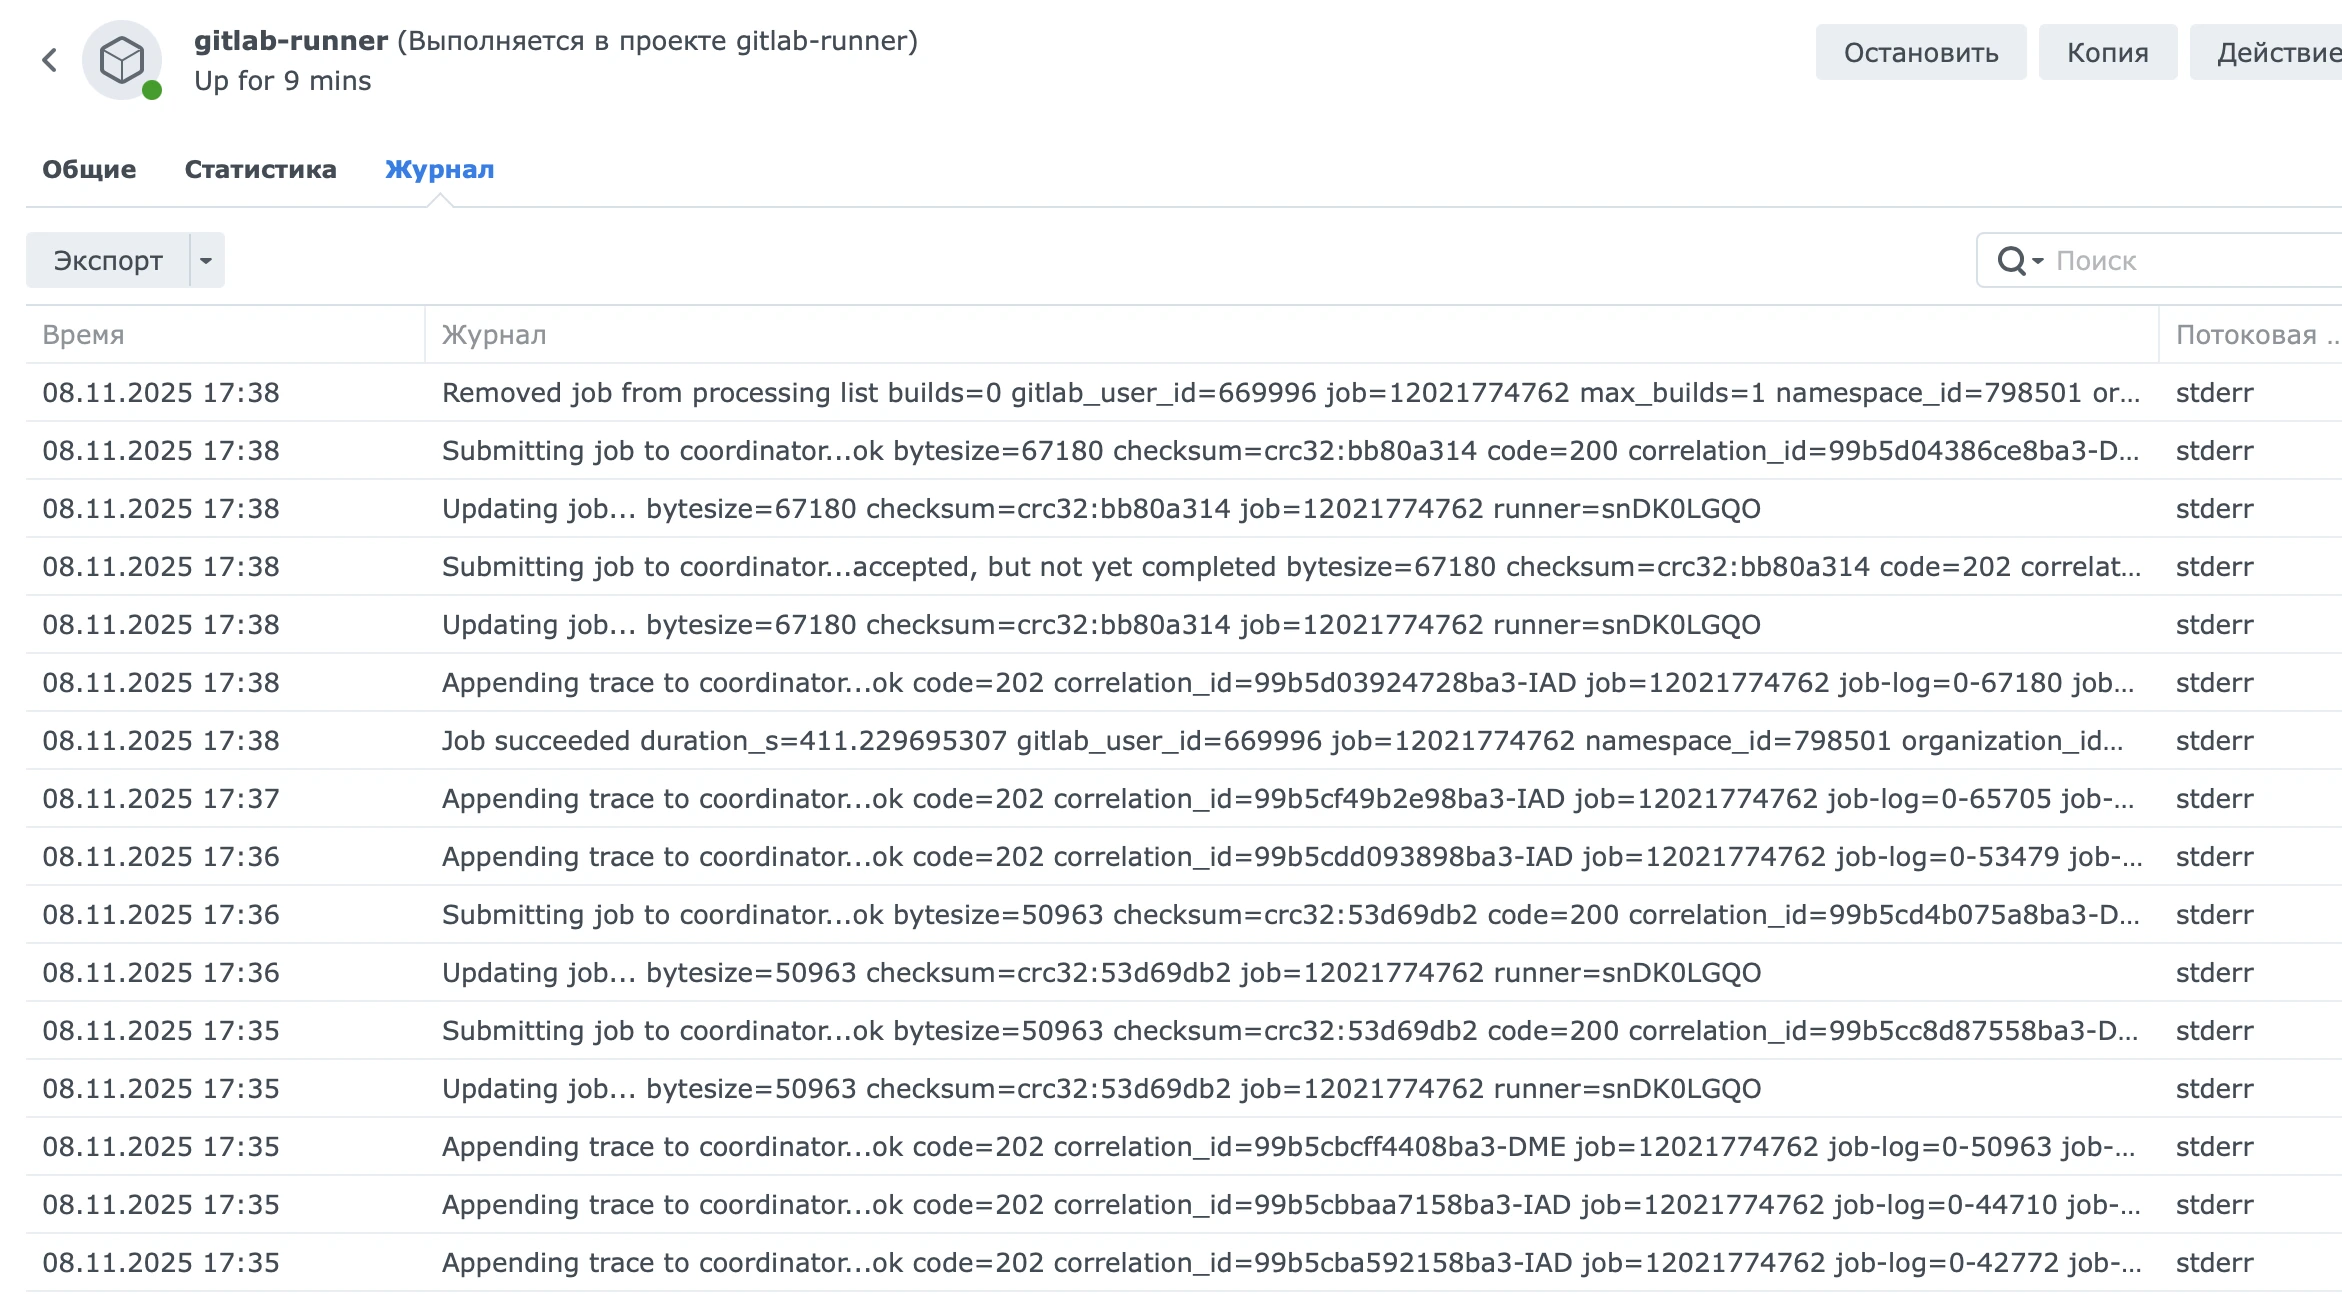 gitlab-runner (Выполняется в проекте gitlab-runner)
Up for 9 mins
Остановить
Копия
Действие
Общие
Статистика
Журнал
Экспорт
Поиск
Время Журнал Потоковая ...
08.11.2025 17:38 Removed job from processing list builds=0 gitlab_user_id=669996 job=12021774762 max_builds=1 namespace_id=798501 or... stderr
08.11.2025 17:38 Submitting job to coordinator...ok bytesize=67180 checksum=crc32:bb80a314 code=200 correlation_id=99b5d04386ce8ba3-D... stderr
08.11.2025 17:38 Updating job... bytesize=67180 checksum=crc32:bb80a314 job=12021774762 runner=snDK0LGQO stderr
08.11.2025 17:38 Submitting job to coordinator...accepted, but not yet completed bytesize=67180 checksum=crc32:bb80a314 code=202 correlat... stderr
08.11.2025 17:38 Updating job... bytesize=67180 checksum=crc32:bb80a314 job=12021774762 runner=snDK0LGQO stderr
08.11.2025 17:38 Appending trace to coordinator...ok code=202 correlation_id=99b5d03924728ba3-IAD job=12021774762 job-log=0-67180 job... stderr
08.11.2025 17:38 Job succeeded duration_s=411.229695307 gitlab_user_id=669996 job=12021774762 namespace_id=798501 organization_id... stderr
08.11.2025 17:37 Appending trace to coordinator...ok code=202 correlation_id=99b5cf49b2e98ba3-IAD job=12021774762 job-log=0-65705 job-... stderr
08.11.2025 17:36 Appending trace to coordinator...ok code=202 correlation_id=99b5cdd093898ba3-IAD job=12021774762 job-log=0-53479 job-... stderr
08.11.2025 17:36 Submitting job to coordinator...ok bytesize=50963 checksum=crc32:53d69db2 code=200 correlation_id=99b5cd4b075a8ba3-D... stderr
08.11.2025 17:36 Updating job... bytesize=50963 checksum=crc32:53d69db2 job=12021774762 runner=snDK0LGQO stderr
08.11.2025 17:35 Submitting job to coordinator...ok bytesize=50963 checksum=crc32:53d69db2 code=200 correlation_id=99b5cc8d87558ba3-D... stderr
08.11.2025 17:35 Updating job... bytesize=50963 checksum=crc32:53d69db2 job=12021774762 runner=snDK0LGQO stderr
08.11.2025 17:35 Appending trace to coordinator...ok code=202 correlation_id=99b5cbcff4408ba3-DME job=12021774762 job-log=0-50963 job-... stderr
08.11.2025 17:35 Appending trace to coordinator...ok code=202 correlation_id=99b5cbbaa7158ba3-IAD job=12021774762 job-log=0-44710 job-... stderr
08.11.2025 17:35 Appending trace to coordinator...ok code=202 correlation_id=99b5cba592158ba3-IAD job=12021774762 job-log=0-42772 job-... stderr